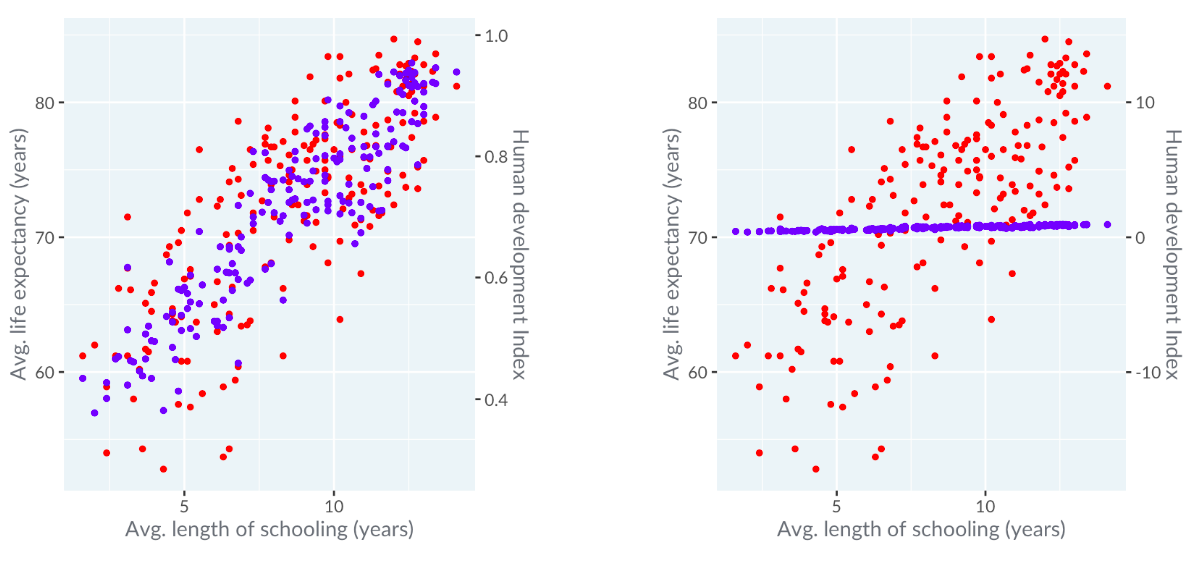 Avg. life expectancy (years)
80
70
60
1.0
0.8
0.6
0.4
Human development Index
5
10
Avg. length of schooling (years)
Avg. life expectancy (years)
80
70
60
10
0
-10
Human development Index
5
10
Avg. length of schooling (years)